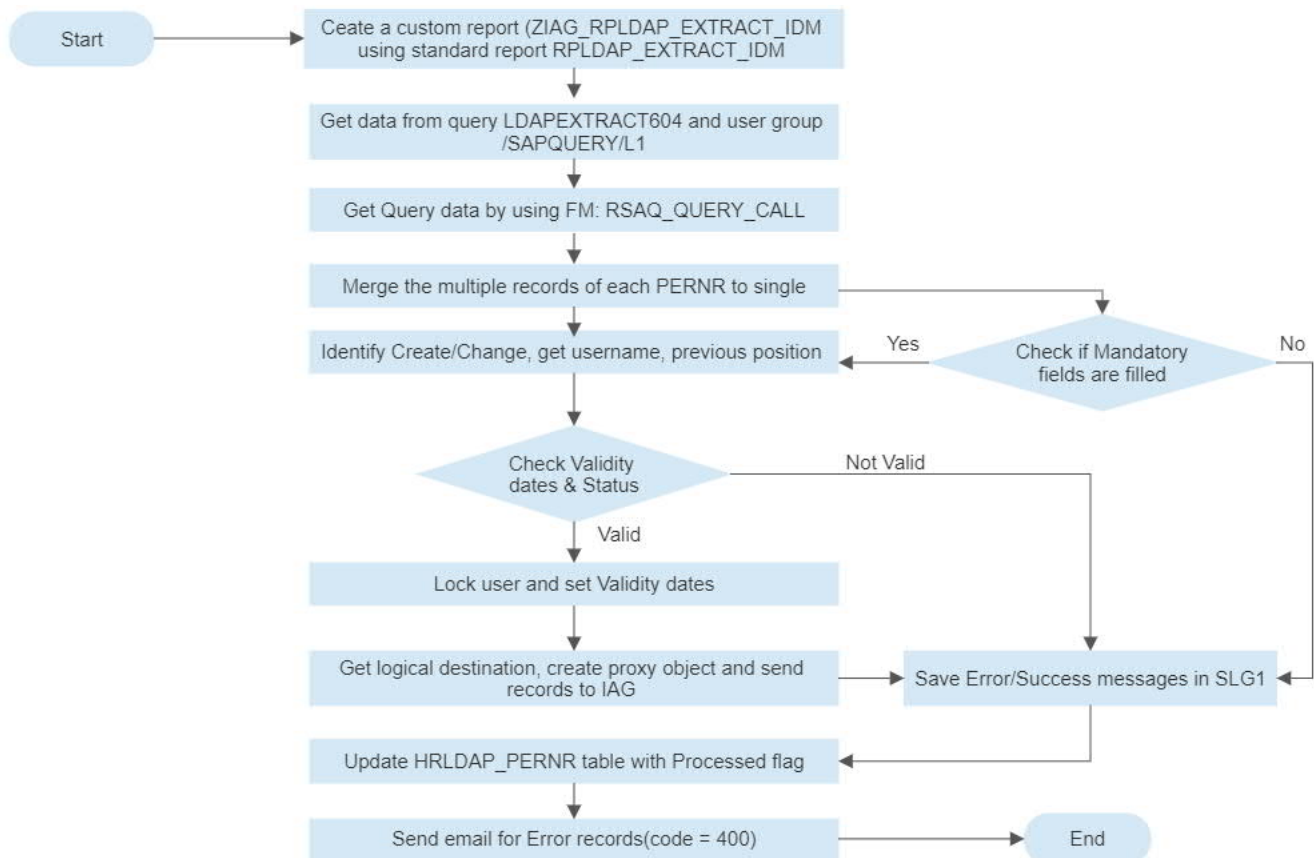 Start
Ceate a custom report (ZIAG_RPLDAP_EXTRACT_IDM
using standard report RPLDAP_EXTRACT_IDM
Get data from query LDAPEXTRACT604 and user group
/SAPQUERY/L1
Get Query data by using FM: RSAQ_QUERY_CALL
Merge the multiple records of each PERNR to single
Identify Create/Change, get username, previous position
Yes
Check if Mandatory
fields are filled
No
Check Validity
dates & Status
Not Valid
Valid
Lock user and set Validity dates
Get logical destination, create proxy object and send
records to IAG
Save Error/Success messages in SLG1
Update HRLDAP_PERNR table with Processed flag
Send email for Error records(code = 400)
End